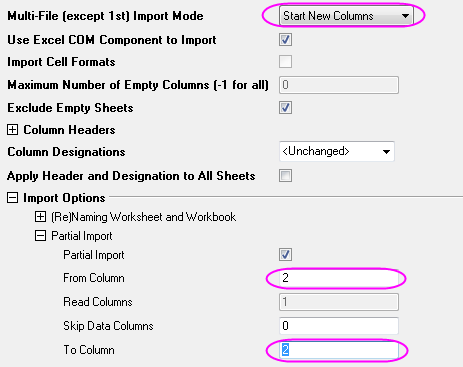 Multi-File (except 1st) Import Mode Start New Columns
Use Excel COM Component to Import
Import Cell Formats
Maximum Number of Empty Columns (-1 for all) 0
Exclude Empty Sheets
Column Headers
Column Designations <Unchanged>
Apply Header and Designation to All Sheets
Import Options
(Re)Naming Worksheet and Workbook
Partial Import
Partial Import
From Column 2
Read Columns 1
Skip Data Columns 0
To Column 2